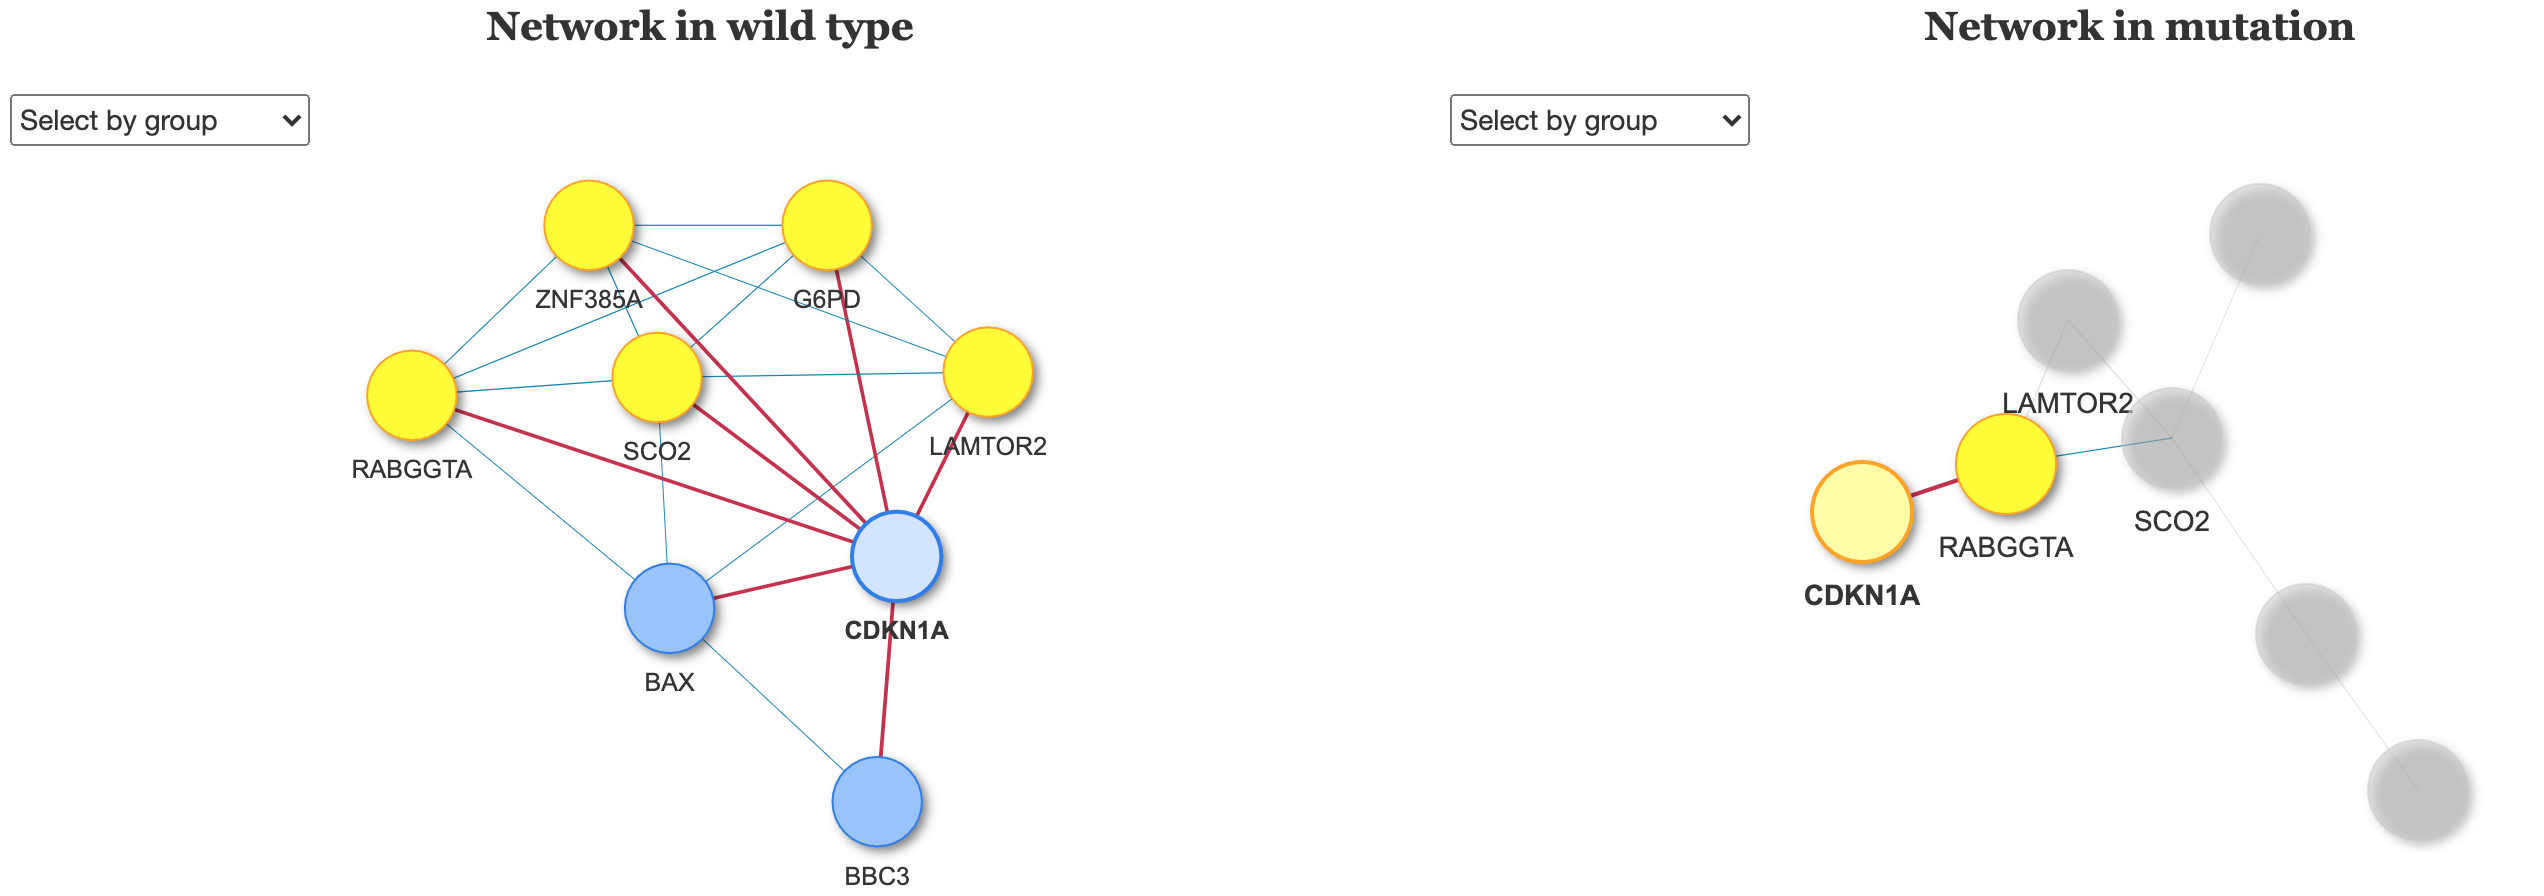 Network in wild type
Select by group
ZNF385A
G6PD
SCO2
LAMTOR2
RABGGTA
CDKN1A
BAX
BBC3
Network in mutation
Select by group
LAMTOR2
SCO2
RABGGTA
CDKN1A